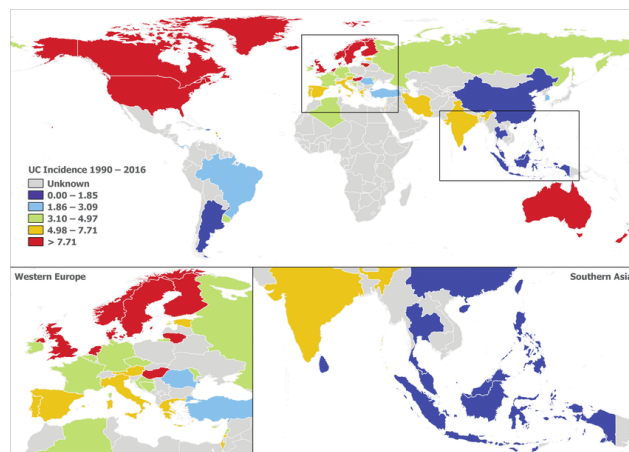 UC Incidence 1990 – 2016
Unknown
0.00 – 1.85
1.86 – 3.09
3.10 – 4.97
4.98 – 7.71
> 7.71
Western Europe
Southern Asia